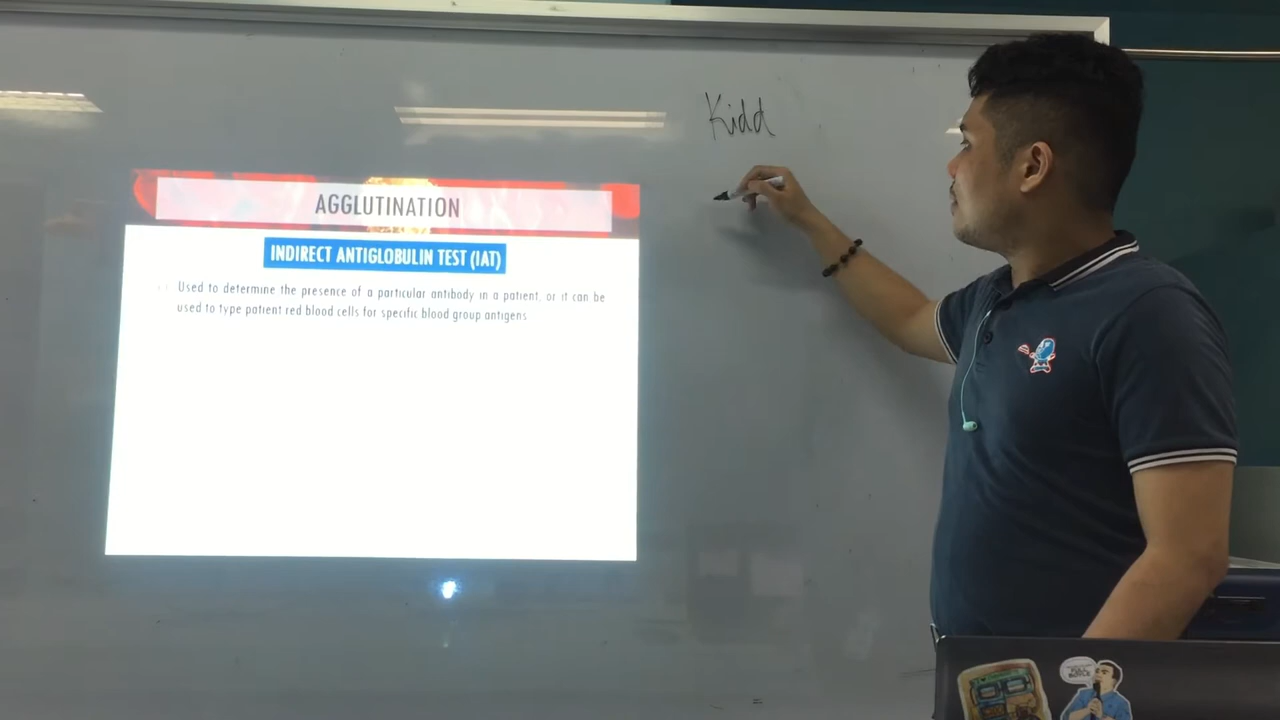 Kidd
AGGLUTINATION
INDIRECT ANTIGLOBULIN TEST (IAT)
Used to determine the presence of a particular antibody in a patient, or it can be
used to type patient red blood cells for specific blood group antigens